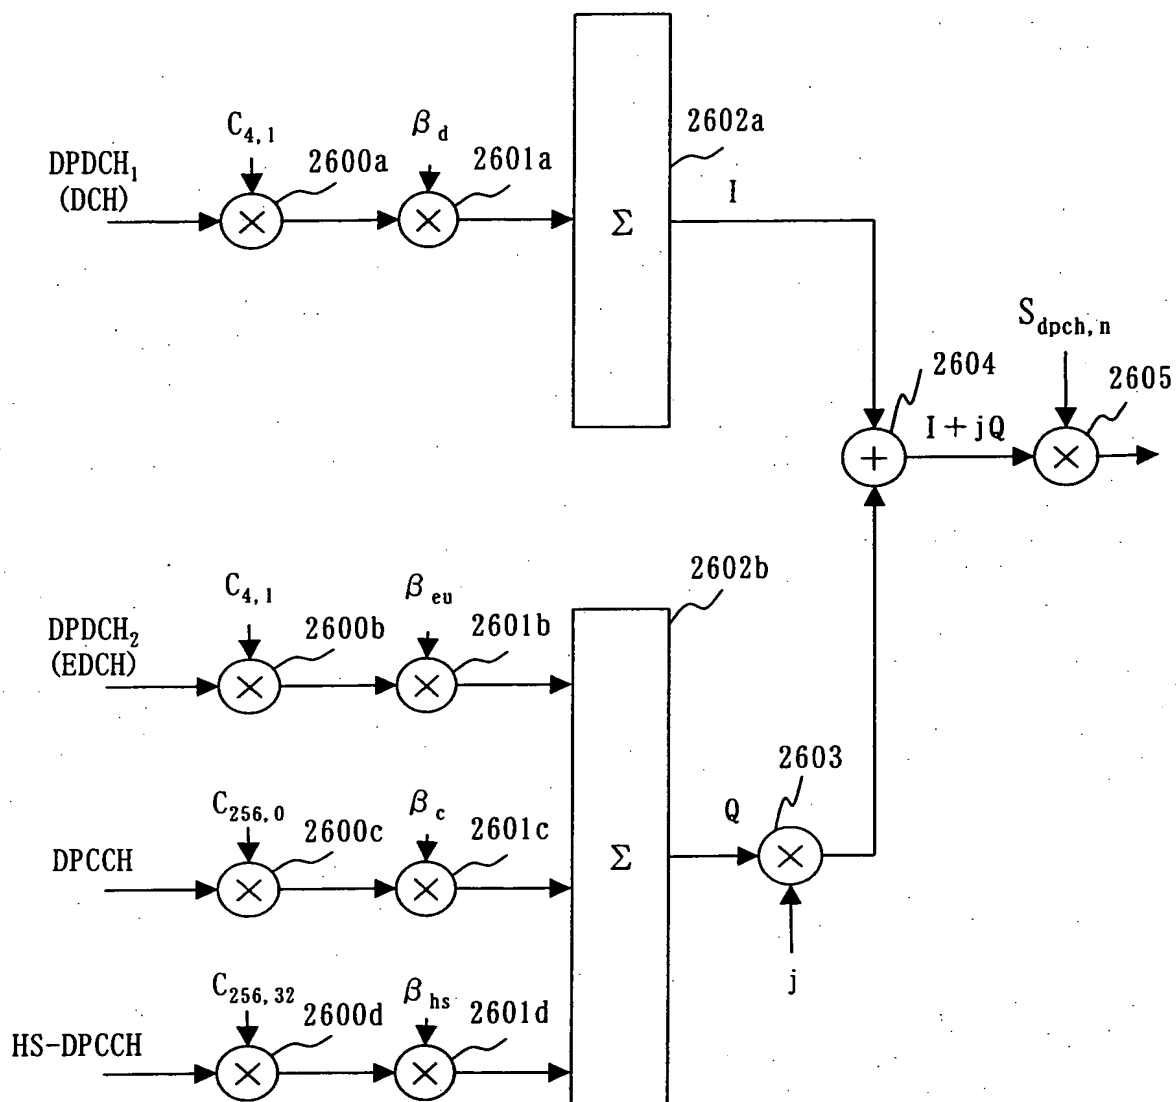 C4,1
βd
2602a
DPDCH1
(DCH)
2600a
2601a
I
×
×
Σ
Sdpch,n
2604
2605
I+jQ
+
×
C4,1
βeu
2602b
DPDCH2
(EDCH)
2600b
2601b
×
×
2603
C256,0
βc
2600c
2601c
Q
DPCCH
×
×
Σ
×
j
C256,32
βhs
2600d
2601d
HS-DPCCH
×
×